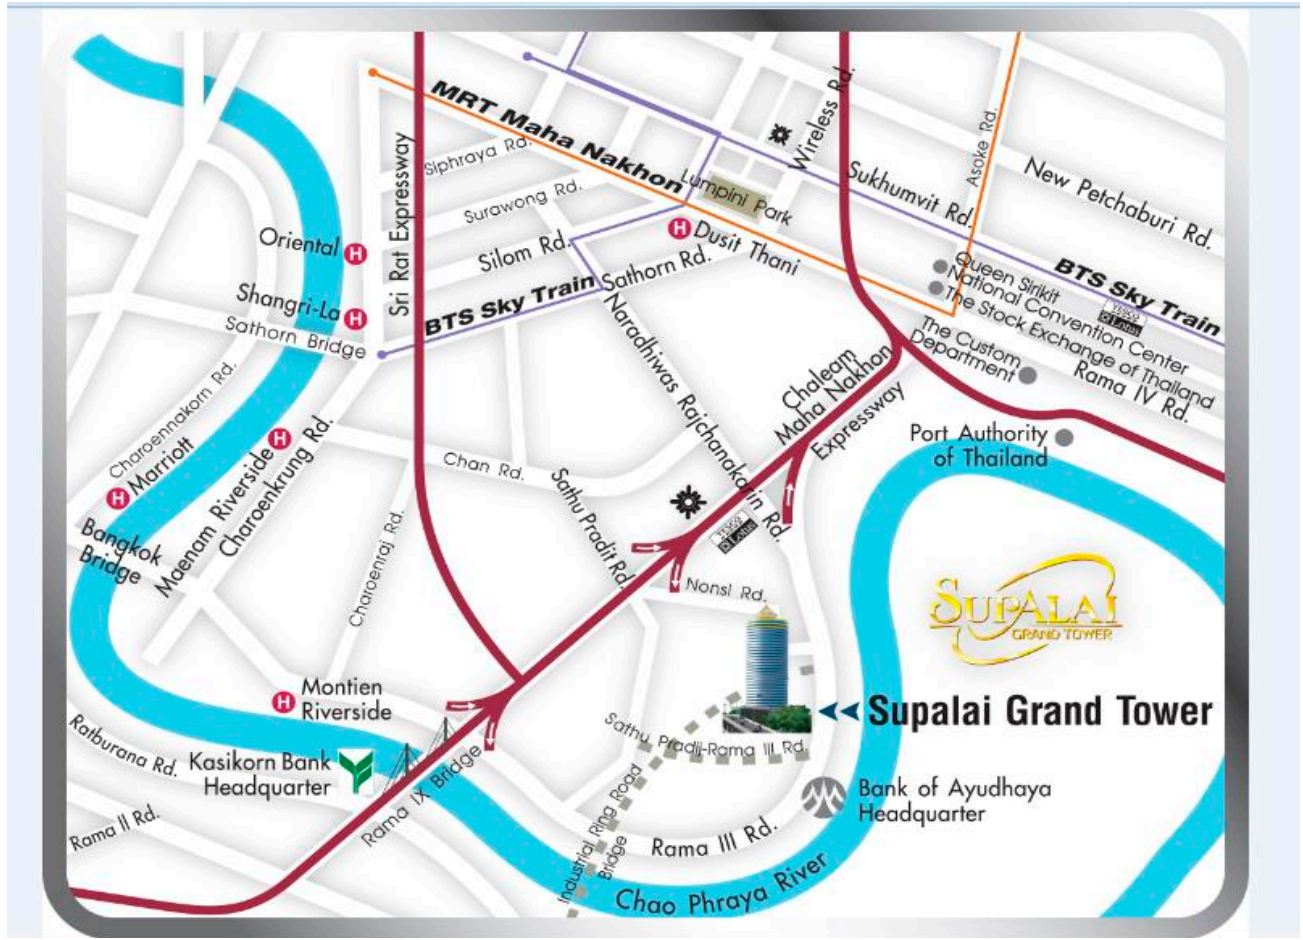 MRT Maha Nakhon
Siphraya Rd.
Wireless Rd.
Asoke Rd.
New Petchaburi Rd.
Sri Rat Expressway
Surawong Rd.
Lumpini
Park
Sukhumvit Rd.
Oriental
H
Silom Rd.
H
Dusit Thani
Sathorn Rd.
BTS Sky Train
BTS Sky Train
Queen Sirikit
National Convention Center
The Stock Exchange of Thailand
Lotus
Shangri-La
H
Sathorn Bridge
Naradhiwas Rajchanakarin Rd.
The Custom
Department
Rama IV Rd.
Chaleam
Maha Nakhon
Expressway
Charoennakorn Rd.
Marriott
H
H
Maenam Riverside
Charoenkrung Rd.
Chan Rd.
Port Authority
of Thailand
Bangkok
Bridge
Charoenraj Rd.
Sathu Pradit Rd.
Lotus
Nonsi Rd.
SUPALAI
GRAND TOWER
H
Montien
Riverside
Supalai Grand Tower
Sathu Pradit-Rama III Rd.
Ratburana Rd.
Kasikorn Bank
Headquarter
Rama IX Bridge
Bank of Ayudhaya
Headquarter
Rama II Rd.
Industrial Ring Road
Bridge
Rama III Rd.
Chao Phraya River